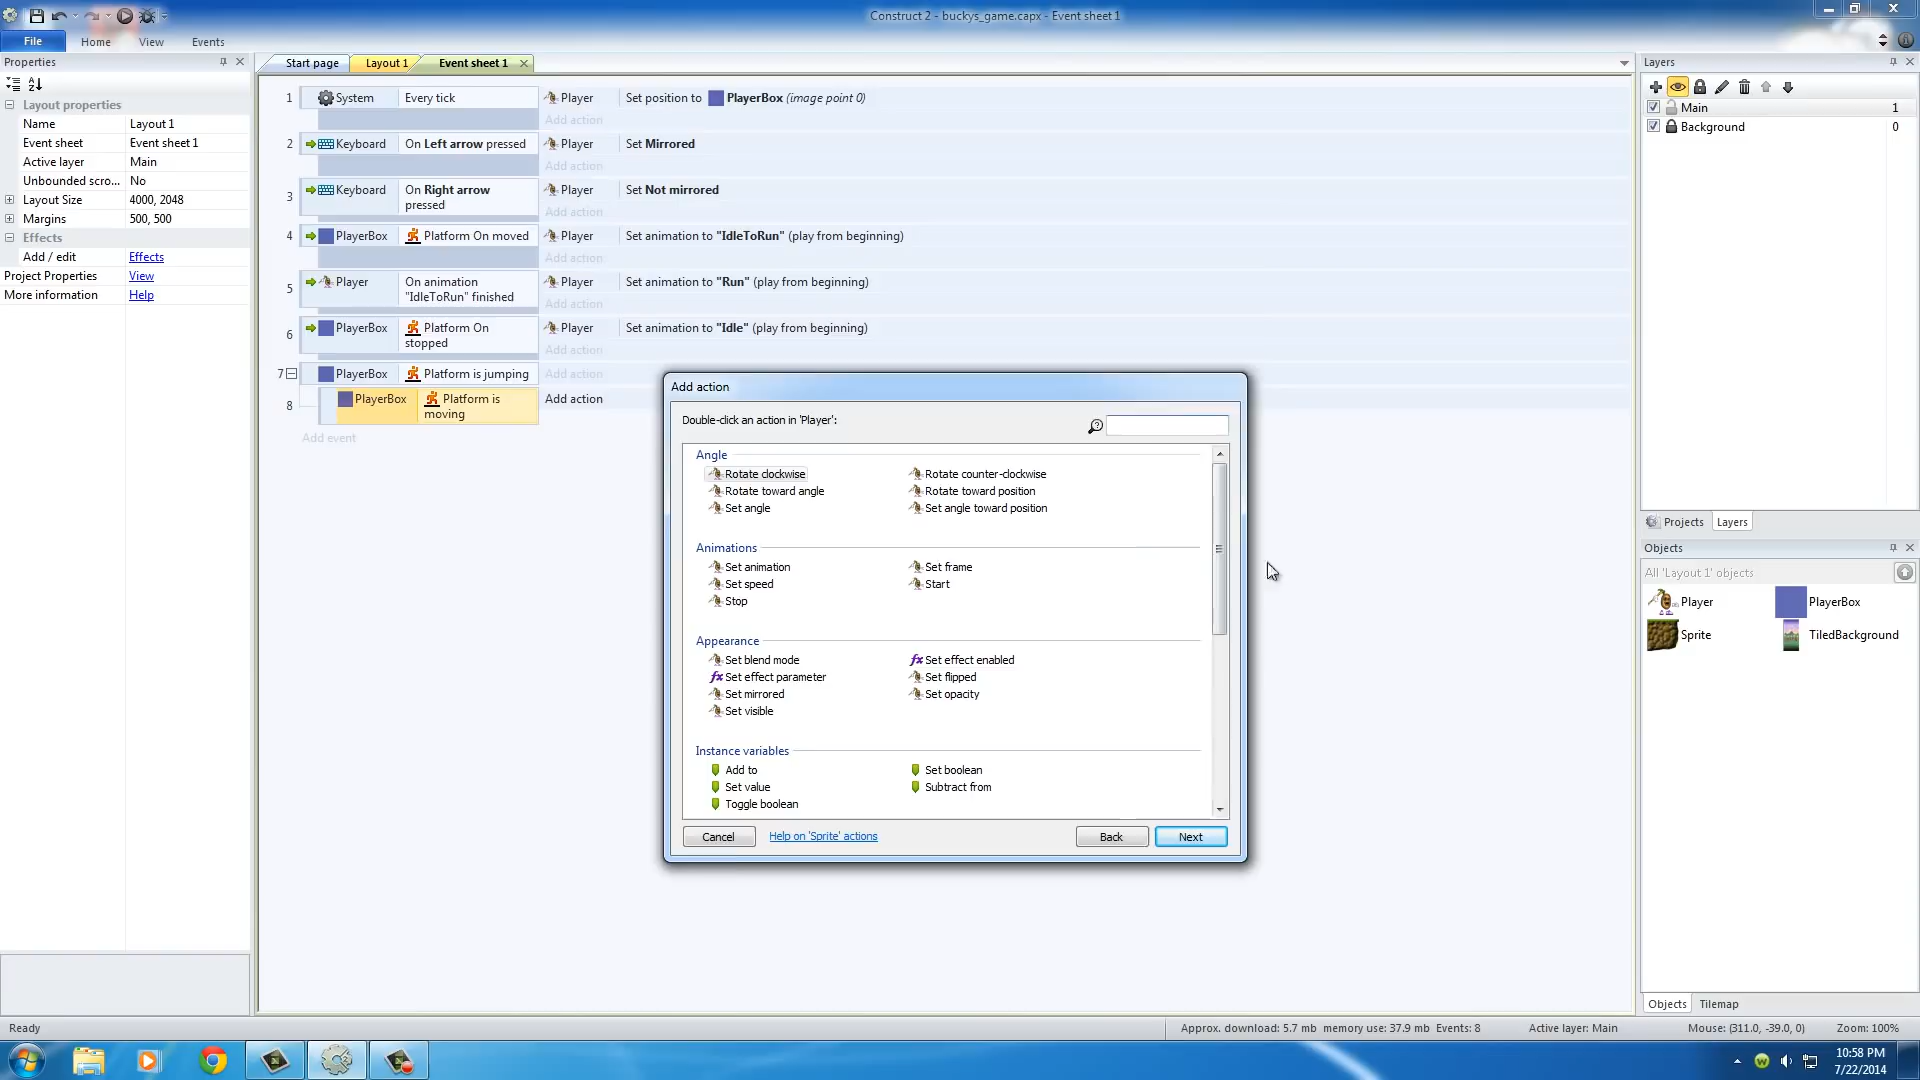 Construct 2 - buckys_game.capx - Event sheet 1
File Home View Events
Properties
Layout properties
Name Layout 1
Event sheet Event sheet 1
Active layer Main
Unbounded scro... No
Layout Size 4000, 2048
Margins 500, 500
Effects
Add / edit Effects
Project Properties View
More information Help
Start page Layout 1 Event sheet 1
1 System Every tick Player Set position to PlayerBox (image point 0)
Add action
2 Keyboard On Left arrow pressed Player Set Mirrored
Add action
3 Keyboard On Right arrow pressed Player Set Not mirrored
Add action
4 PlayerBox Platform On moved Player Set animation to "IdleToRun" (play from beginning)
Add action
5 Player On animation "IdleToRun" finished Player Set animation to "Run" (play from beginning)
Add action
6 PlayerBox Platform On stopped Player Set animation to "Idle" (play from beginning)
Add action
7 PlayerBox Platform is jumping Add action
8 PlayerBox Platform is moving Add action
Add event
Add action
Double-click an action in 'Player':
Angle
Rotate clockwise Rotate counter-clockwise
Rotate toward angle Rotate toward position
Set angle Set angle toward position
Animations
Set animation Set frame
Set speed Start
Stop
Appearance
Set blend mode Set effect enabled
Set effect parameter Set flipped
Set mirrored Set opacity
Set visible
Instance variables
Add to Set boolean
Set value Subtract from
Toggle boolean
Cancel Help on 'Sprite' actions Back Next
Layers
Main 1
Background 0
Projects Layers
Objects
All 'Layout 1' objects
Player PlayerBox
Sprite TiledBackground
Objects Tilemap
Ready Approx. download: 5.7 mb memory use: 37.9 mb Events: 8 Active layer: Main Mouse: (311.0, -39.0, 0) Zoom: 100%
10:58 PM
7/22/2014